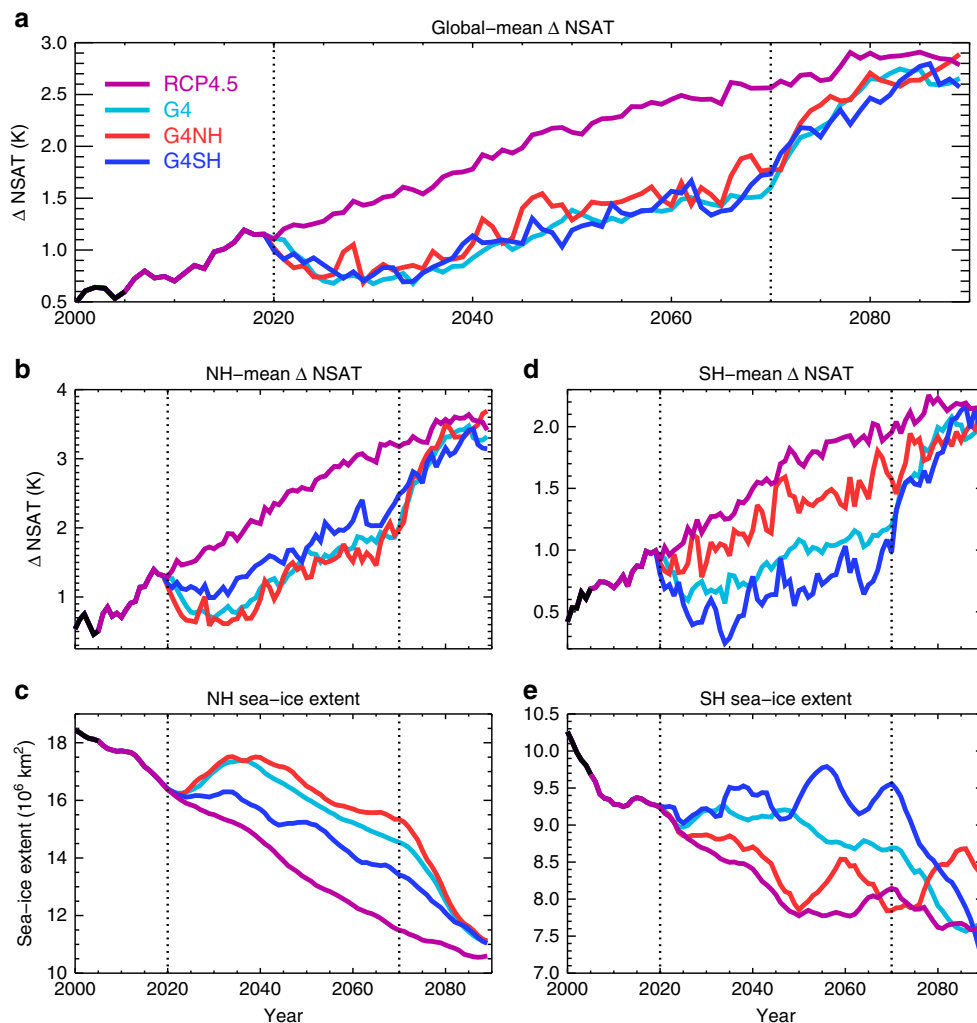 a
Global−mean Δ NSAT
3.0
2.5
2.0
1.5
1.0
0.5
Δ NSAT (K)
RCP4.5
G4
G4NH
G4SH
2000 2020 2040 2060 2080
b
NH−mean Δ NSAT
4
3
2
1
Δ NSAT (K)
d
SH−mean Δ NSAT
2.0
1.5
1.0
0.5
c
NH sea−ice extent
18
16
14
12
10
Sea−ice extent (10⁶ km²)
2000 2020 2040 2060 2080
Year
e
SH sea−ice extent
10.5
10.0
9.5
9.0
8.5
8.0
7.5
7.0
2000 2020 2040 2060 2080
Year